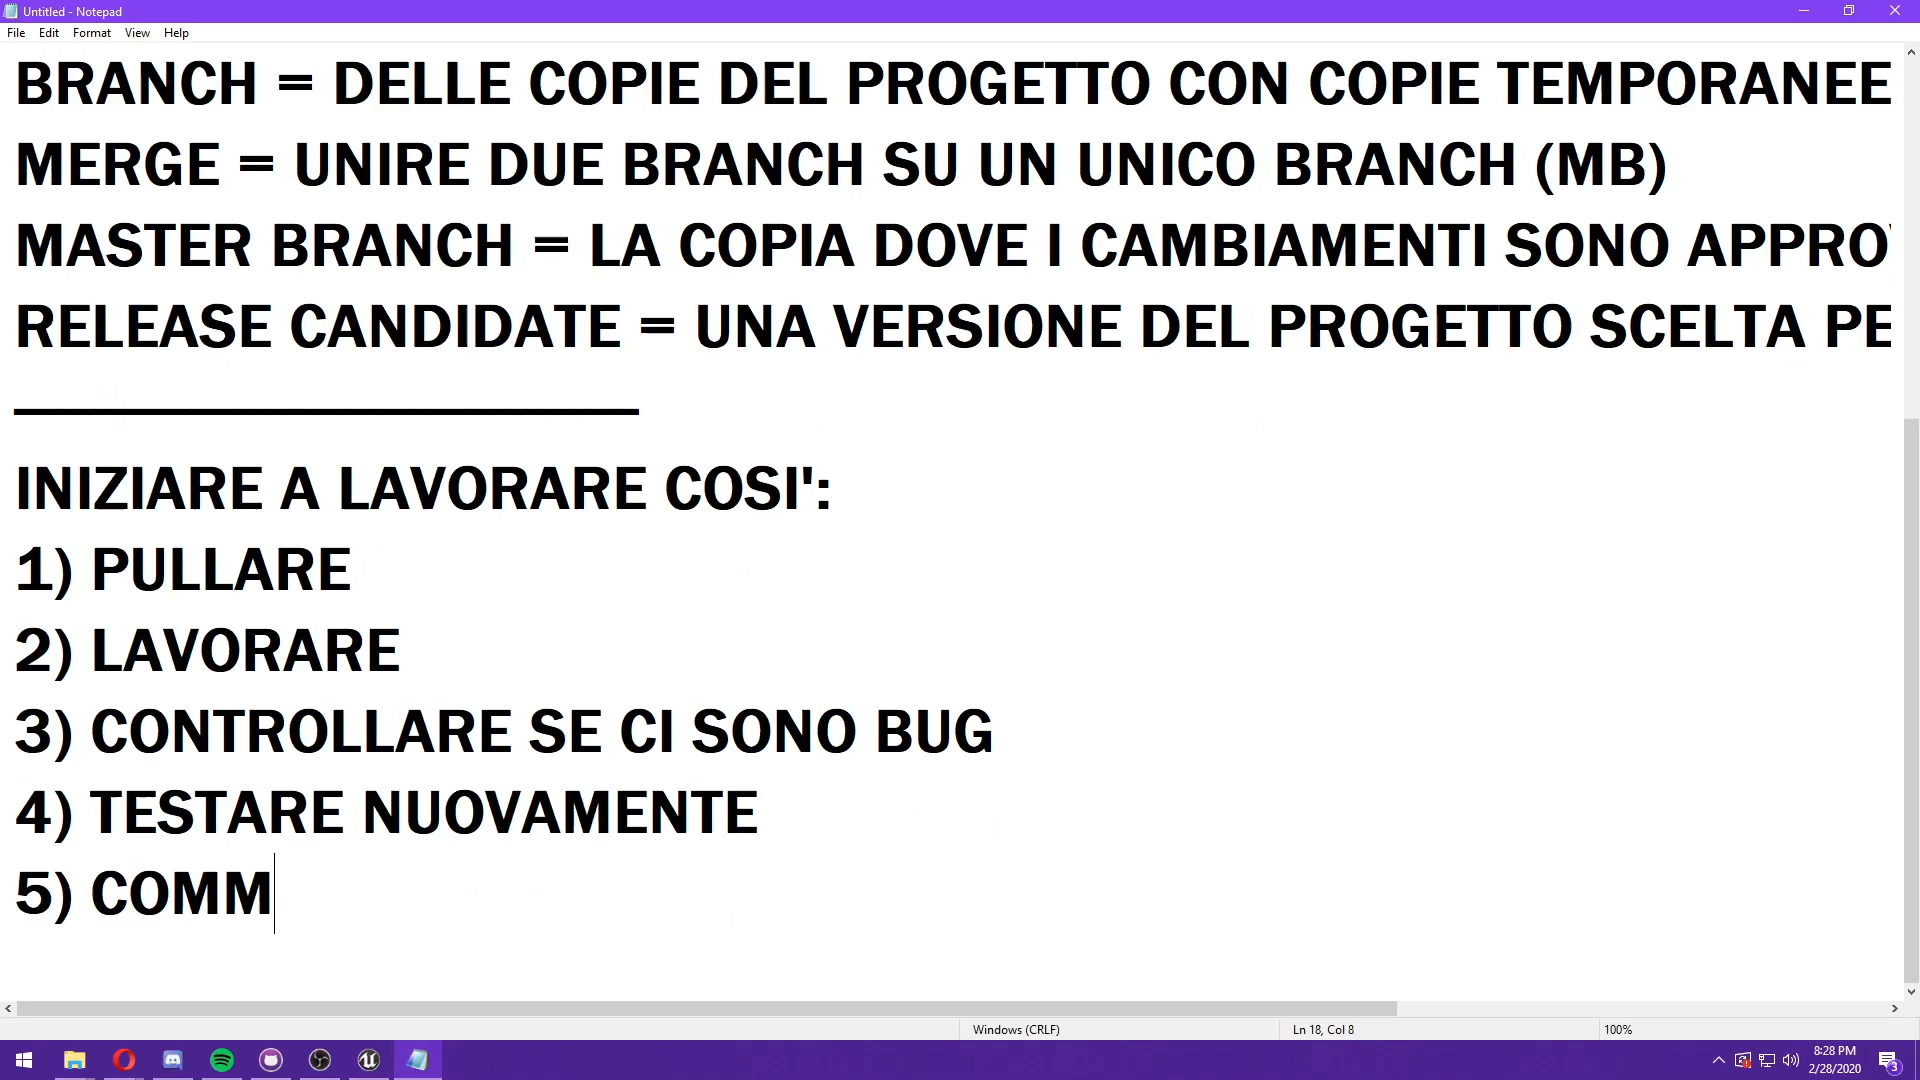 Untitled - Notepad
File Edit Format View Help
BRANCH = DELLE COPIE DEL PROGETTO CON COPIE TEMPORANEE
MERGE = UNIRE DUE BRANCH SU UN UNICO BRANCH (MB)
MASTER BRANCH = LA COPIA DOVE I CAMBIAMENTI SONO
RELEASE CANDIDATE = UNA VERSIONE DEL PROGETTO SCELTA
INIZIARE A LAVORARE COSI':
1) PULLARE
2) LAVORARE
3) CONTROLLARE SE CI SONO BUG
4) TESTARE NUOVAMENTE
5) COMM
Windows (CRLF) Ln 18, Col 8 100%
8:28 PM
2/28/2020
3